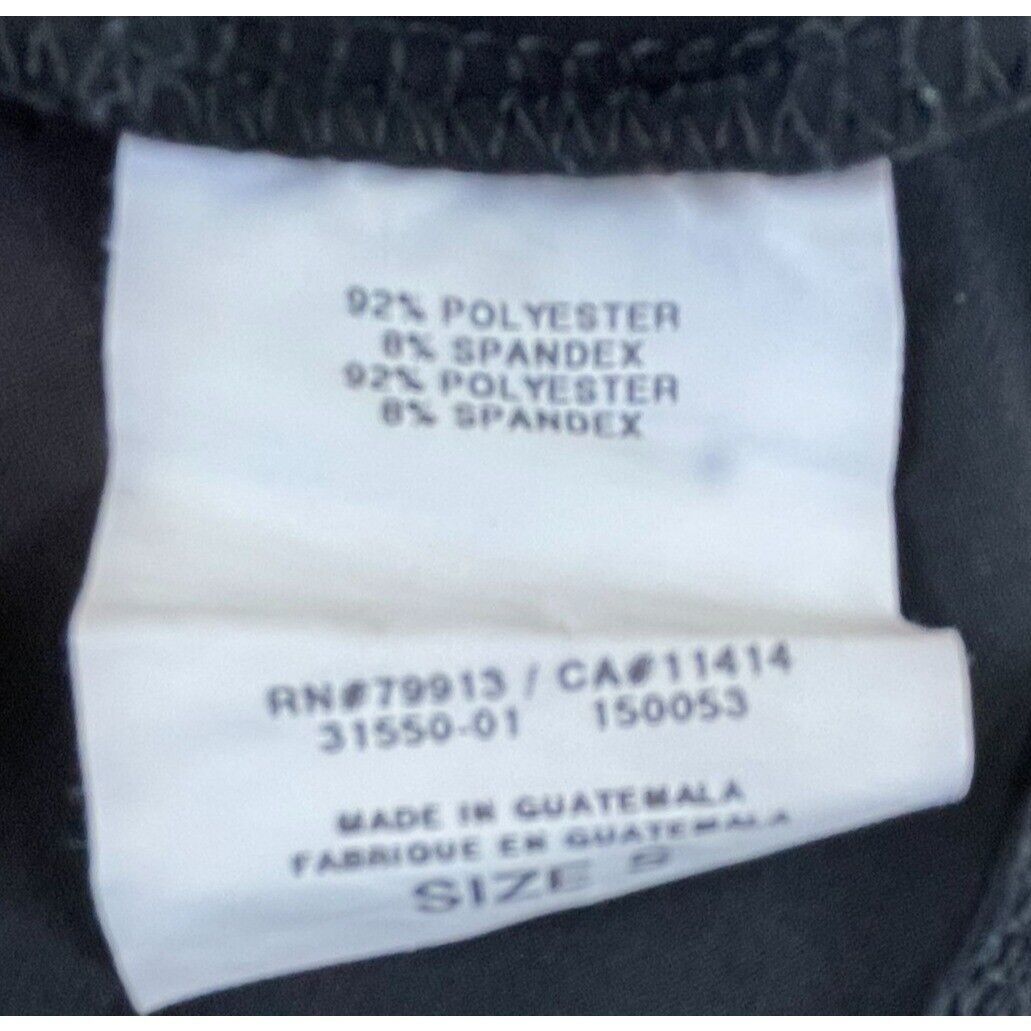 92% POLYESTER
8% SPANDEX
92% POLYESTER
8% SPANDEX
RN#79913 / CA#11414
31550-01 150053
MADE IN GUATEMALA
FABRIQUE EN GUATEMALA
SIZE